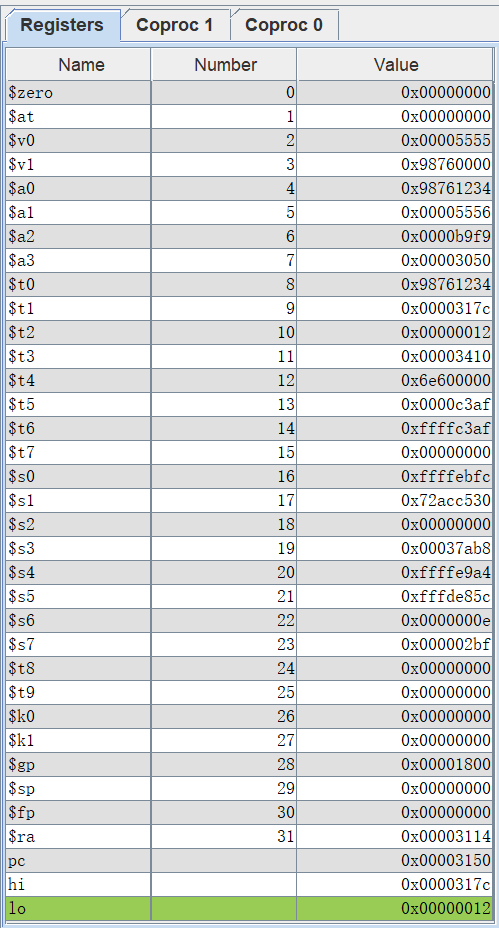 Registers Coproc 1 Coproc 0
Name Number Value
$zero 0 0x00000000
$at 1 0x00000000
$v0 2 0x00005555
$v1 3 0x98760000
$a0 4 0x98761234
$a1 5 0x00005556
$a2 6 0x0000b9f9
$a3 7 0x00003050
$t0 8 0x98761234
$t1 9 0x0000317c
$t2 10 0x00000012
$t3 11 0x00003410
$t4 12 0x6e600000
$t5 13 0x0000c3af
$t6 14 0xffffc3af
$t7 15 0x00000000
$s0 16 0xffffebfc
$s1 17 0x72acc530
$s2 18 0x00000000
$s3 19 0x00037ab8
$s4 20 0xffffe9a4
$s5 21 0xfffde85c
$s6 22 0x0000000e
$s7 23 0x000002bf
$t8 24 0x00000000
$t9 25 0x00000000
$k0 26 0x00000000
$k1 27 0x00000000
$gp 28 0x00001800
$sp 29 0x00000000
$fp 30 0x00000000
$ra 31 0x00003114
pc 0x00003150
hi 0x0000317c
lo 0x00000012